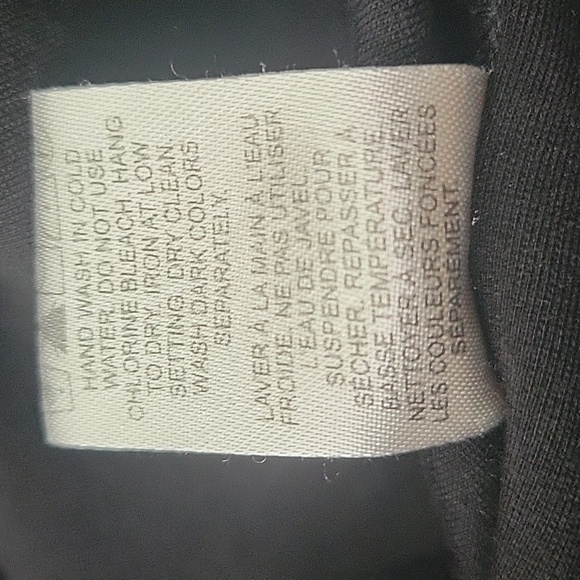 HAND WASH IN COLD
WATER. DO NOT USE
CHLORINE BLEACH. HANG
TO DRY. IRON AT LOW
SETTING. DRY CLEAN.
WASH DARK COLORS
SEPARATELY.
LAVER À LA MAIN À L'EAU
FROIDE. NE PAS UTILISER
L'EAU DE JAVEL.
SUSPENDRE POUR
SÉCHER. REPASSER À
BASSE TEMPÉRATURE.
NETTOYER À SEC. LAVER
LES COULEURS FONCÉES
SÉPARÉMENT.